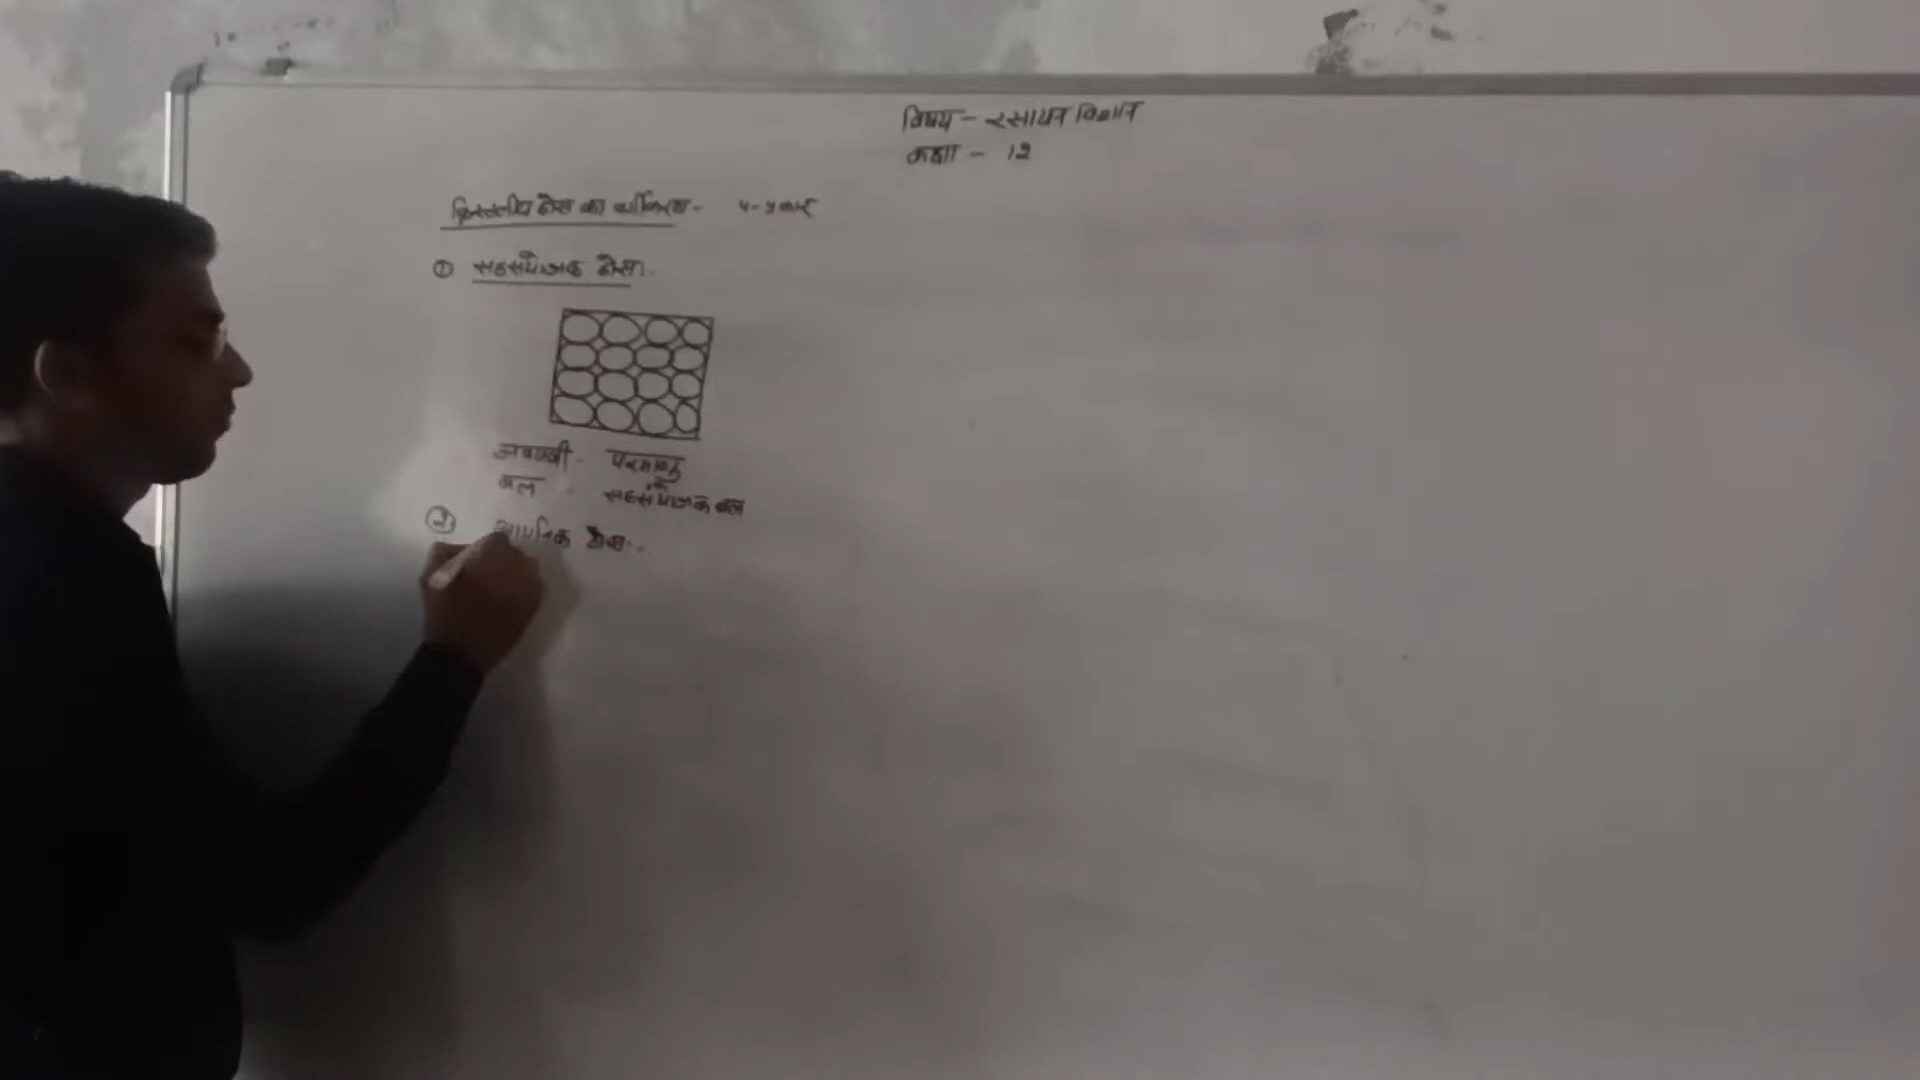 विषय - रसायन विज्ञान
कक्षा - 12
क्रिस्टलीय ठोस का वर्गीकरण - 4-प्रकार
① सहसंयोजक ठोस -
अवयवी - परमाणु
बल - सहसंयोजक बल
② आयनिक ठोस -